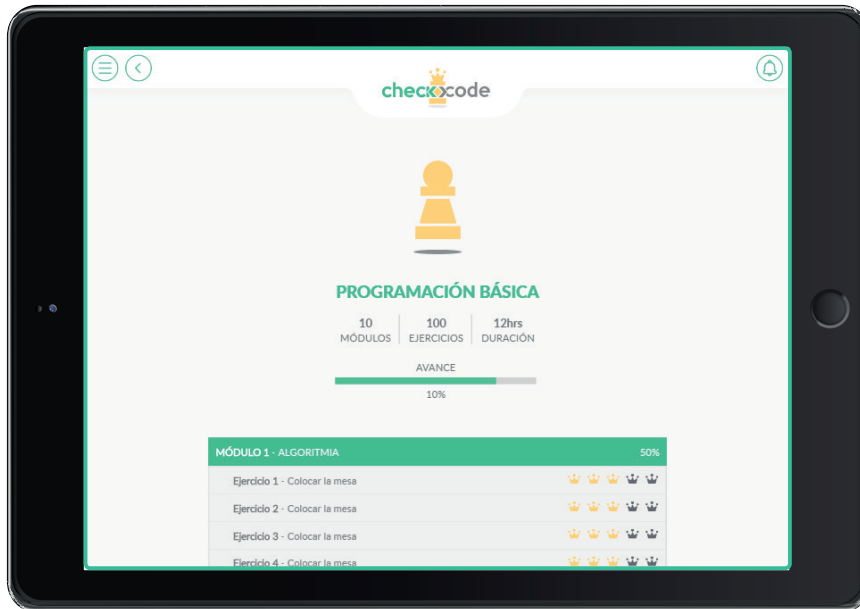 checkcode
PROGRAMACIÓN BÁSICA
10 100 12hrs
MÓDULOS EJERCICIOS DURACIÓN
AVANCE
10%
MÓDULO 1 - ALGORITMIA 50%
Ejercicio 1 - Colocar la mesa
Ejercicio 2 - Colocar la mesa
Ejercicio 3 - Colocar la mesa
Ejercicio 4 - Colocar la mesa